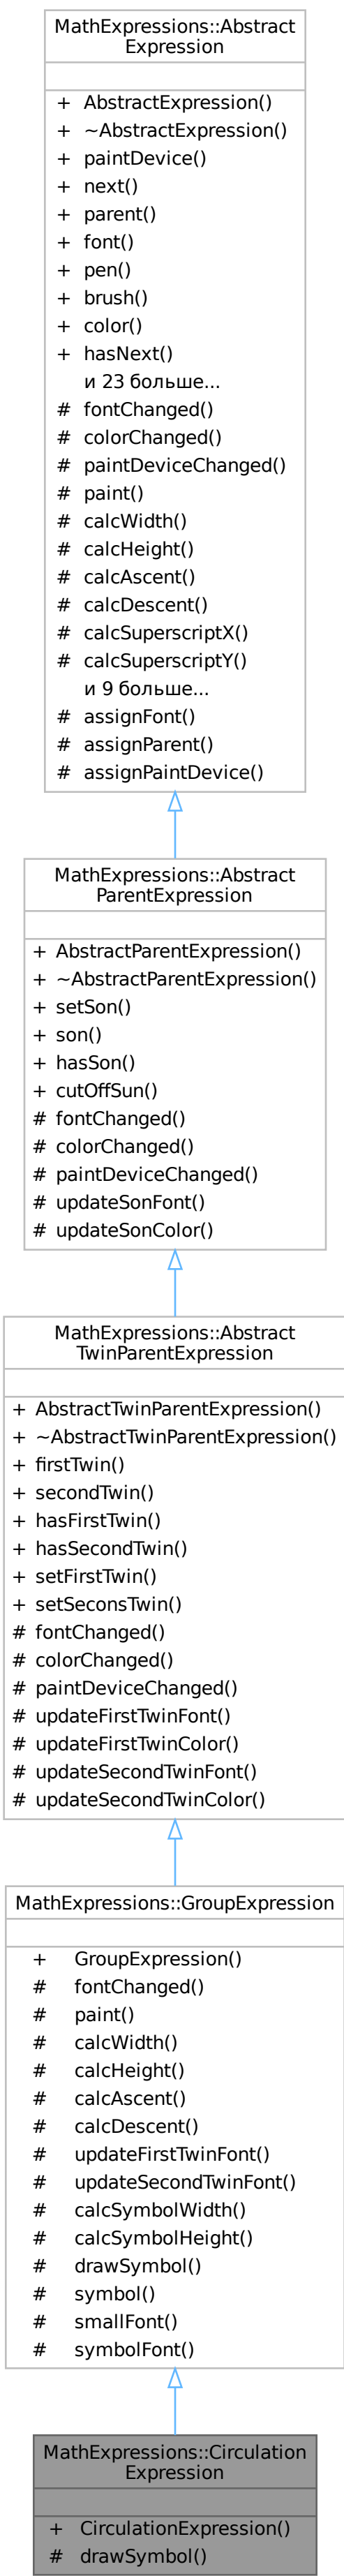 MathExpressions::Abstract
Expression
+ AbstractExpression()
+ ~AbstractExpression()
+ paintDevice()
+ next()
+ parent()
+ font()
+ pen()
+ brush()
+ color()
+ hasNext()
и 23 больше...
# fontChanged()
# colorChanged()
# paintDeviceChanged()
# paint()
# calcWidth()
# calcHeight()
# calcAscent()
# calcDescent()
# calcSuperscriptX()
# calcSuperscriptY()
и 9 больше...
# assignFont()
# assignParent()
# assignPaintDevice()
MathExpressions::Abstract
ParentExpression
+ AbstractParentExpression()
+ ~AbstractParentExpression()
+ setSon()
+ son()
+ hasSon()
+ cutOffSun()
# fontChanged()
# colorChanged()
# paintDeviceChanged()
# updateSonFont()
# updateSonColor()
MathExpressions::Abstract
TwinParentExpression
+ AbstractTwinParentExpression()
+ ~AbstractTwinParentExpression()
+ firstTwin()
+ secondTwin()
+ hasFirstTwin()
+ hasSecondTwin()
+ setFirstTwin()
+ setSeconsTwin()
# fontChanged()
# colorChanged()
# paintDeviceChanged()
# updateFirstTwinFont()
# updateFirstTwinColor()
# updateSecondTwinFont()
# updateSecondTwinColor()
MathExpressions::GroupExpression
+ GroupExpression()
# fontChanged()
# paint()
# calcWidth()
# calcHeight()
# calcAscent()
# calcDescent()
# updateFirstTwinFont()
# updateSecondTwinFont()
# calcSymbolWidth()
# calcSymbolHeight()
# drawSymbol()
# symbol()
# smallFont()
# symbolFont()
MathExpressions::Circulation
Expression
+ CirculationExpression()
# drawSymbol()